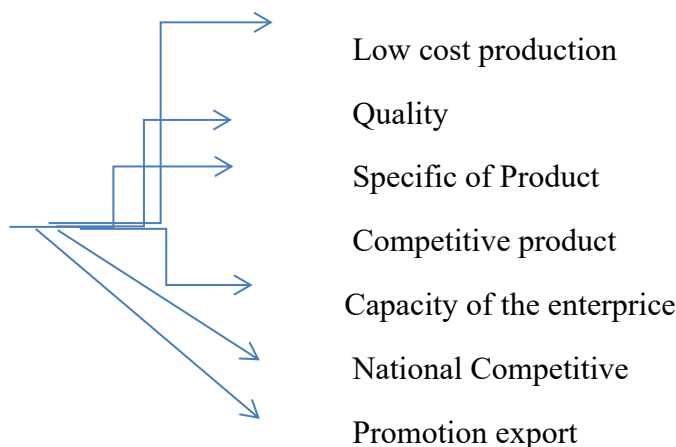 Low cost production
Quality
Specific of Product
Competitive product
Capacity of the enterprice
National Competitive
Promotion export